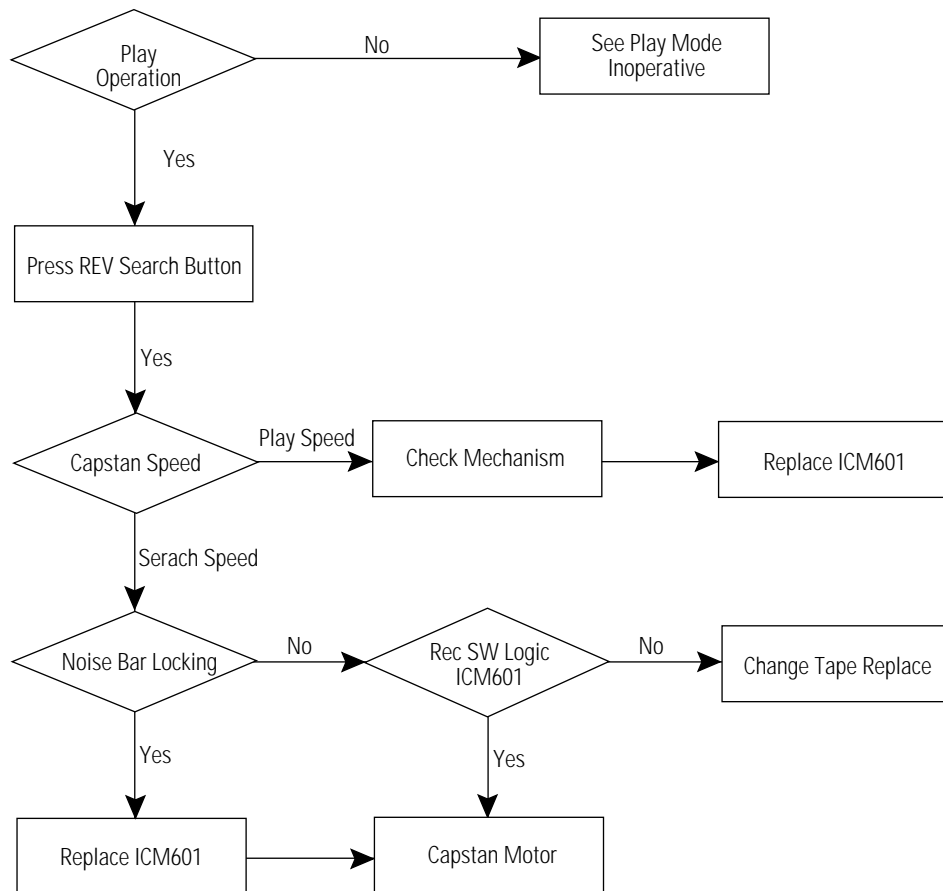 Play
Operation
No
See Play Mode
Inoperative
Yes
Press REV Search Button
Yes
Capstan Speed
Play Speed
Check Mechanism
Replace ICM601
Serach Speed
Noise Bar Locking
No
Rec SW Logic
ICM601
No
Change Tape Replace
Yes
Yes
Replace ICM601
Capstan Motor